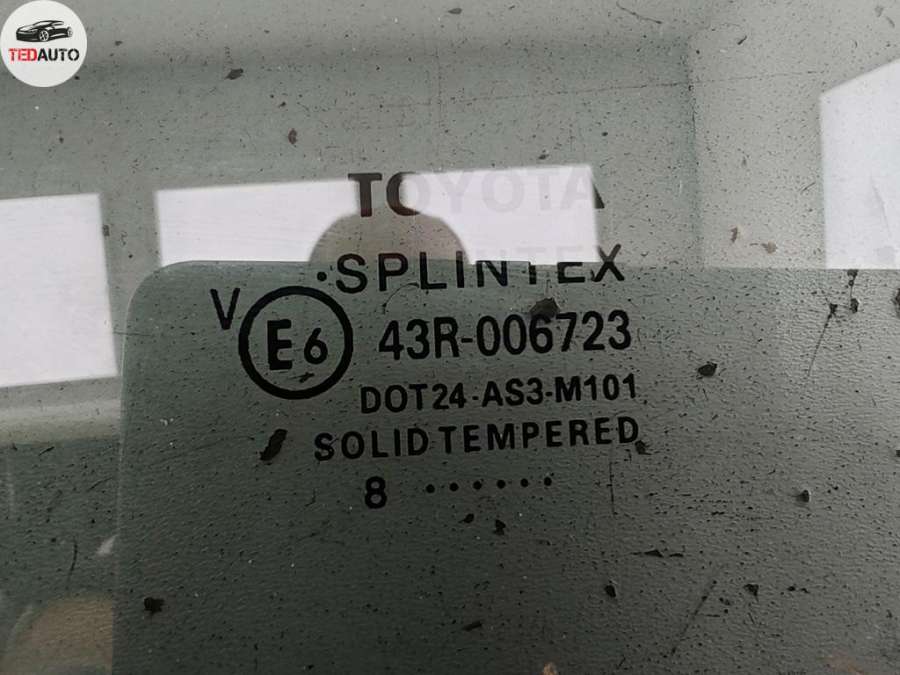 TEDAUTO
TOYOTA
·SPLINTEX
V E6 43R-006723
DOT24-AS3-M101
SOLID TEMPERED
8 ······